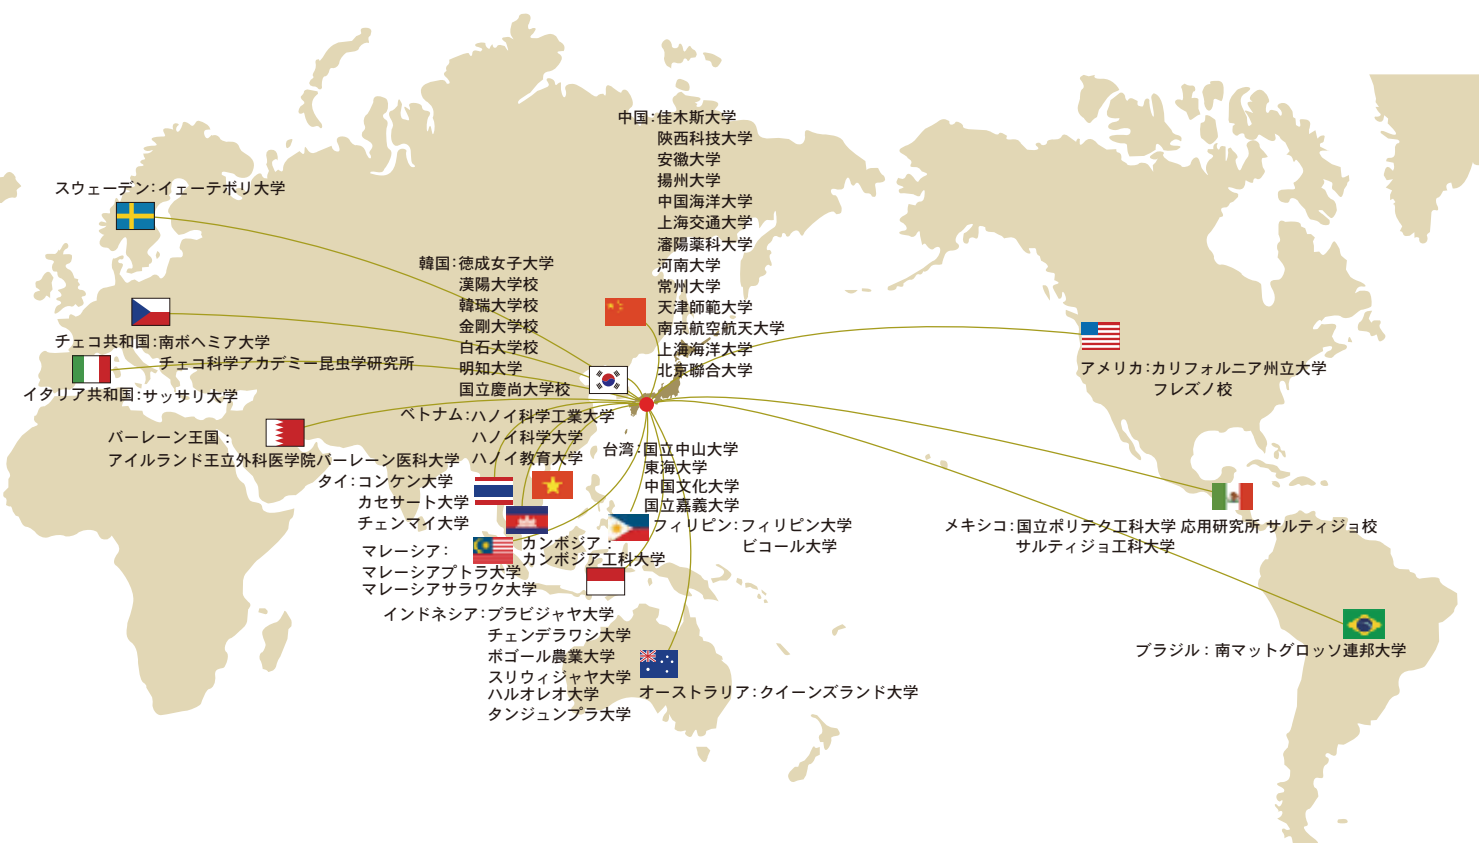 スウェーデン:イェーテボリ大学
チェコ共和国:南ボヘミア大学
チェコ科学アカデミー昆虫学研究所
イタリア共和国:サッサリ大学
バーレーン王国:
アイルランド王立外科医学院バーレーン医科大学
韓国:徳成女子大学
漢陽大学校
韓瑞大学校
金剛大学校
白石大学校
明知大学
国立慶尚大学校
中国:佳木斯大学
陝西科技大学
安徽大学
揚州大学
中国海洋大学
上海交通大学
瀋陽薬科大学
河南大学
常州大学
天津師範大学
南京航空航天大学
上海海洋大学
北京聯合大学
ベトナム:ハノイ科学工業大学
ハノイ科学大学
ハノイ教育大学
台湾:国立中山大学
東海大学
中国文化大学
国立嘉義大学
タイ:コンケン大学
カセサート大学
チェンマイ大学
フィリピン:フィリピン大学
ビコール大学
マレーシア:
マレーシアプトラ大学
マレーシアサラワク大学
カンボジア:
カンボジア工科大学
インドネシア:ブラビジャヤ大学
チェンデラワシ大学
ボゴール農業大学
スリウィジャヤ大学
ハルオレオ大学
タンジュンプラ大学
オーストラリア:クイーンズランド大学
アメリカ:カリフォルニア州立大学
フレズノ校
メキシコ:国立ポリテク工科大学 応用研究所 サルティジョ校
サルティジョ工科大学
ブラジル:南マットグロッソ連邦大学